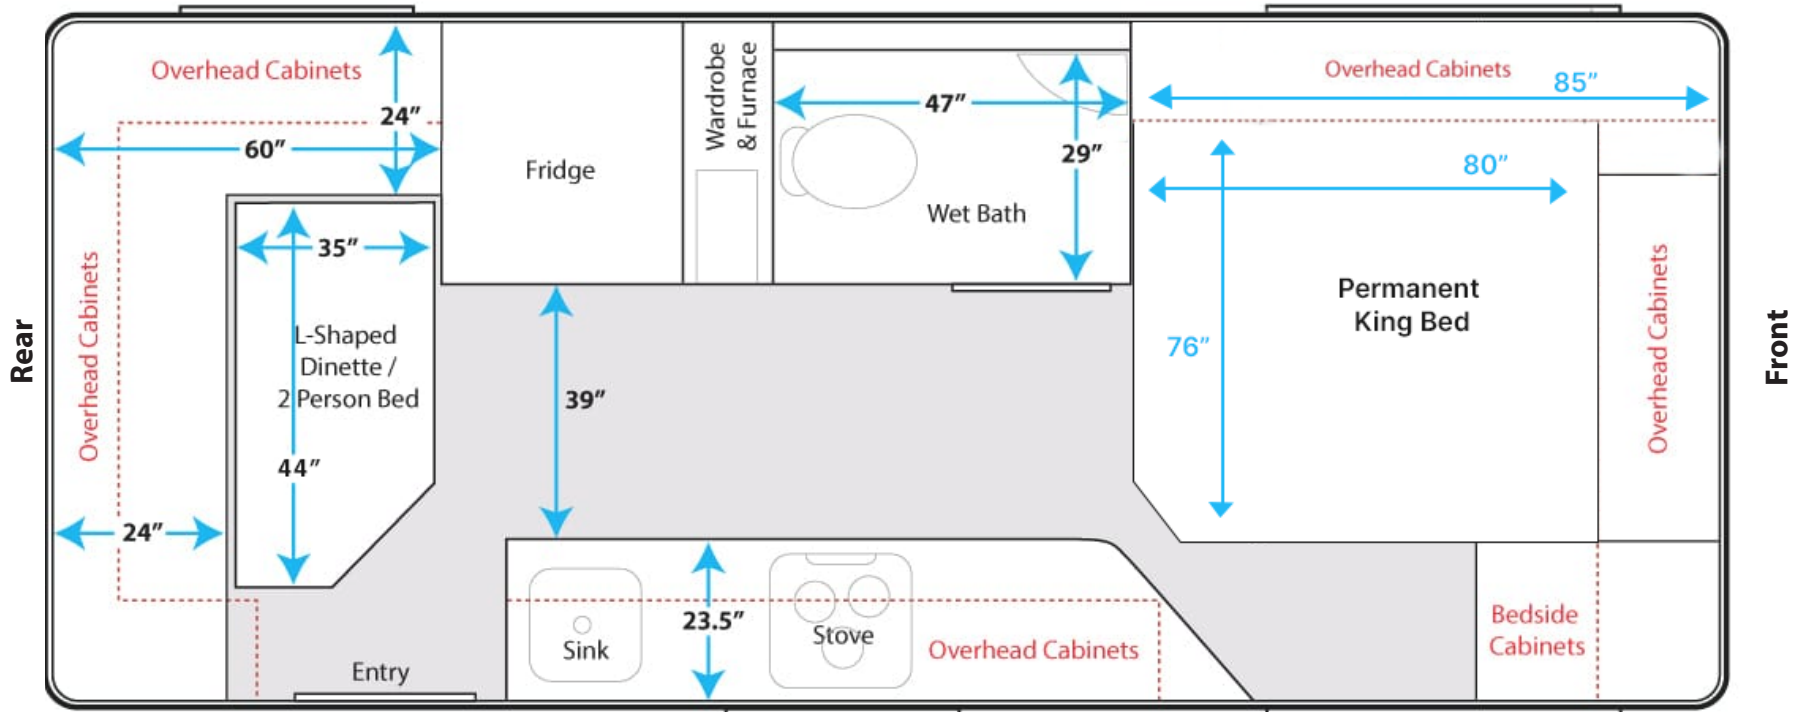 Rear
Overhead Cabinets
24”
60”
Overhead Cabinets
35”
L-Shaped
Dinette /
2 Person Bed
44”
24”
Entry
Fridge
Wardrobe
& Furnace
47”
29”
Wet Bath
39”
Sink
23.5”
Stove
Overhead Cabinets
Overhead Cabinets
85”
80”
76”
Permanent
King Bed
Overhead Cabinets
Bedside
Cabinets
Front